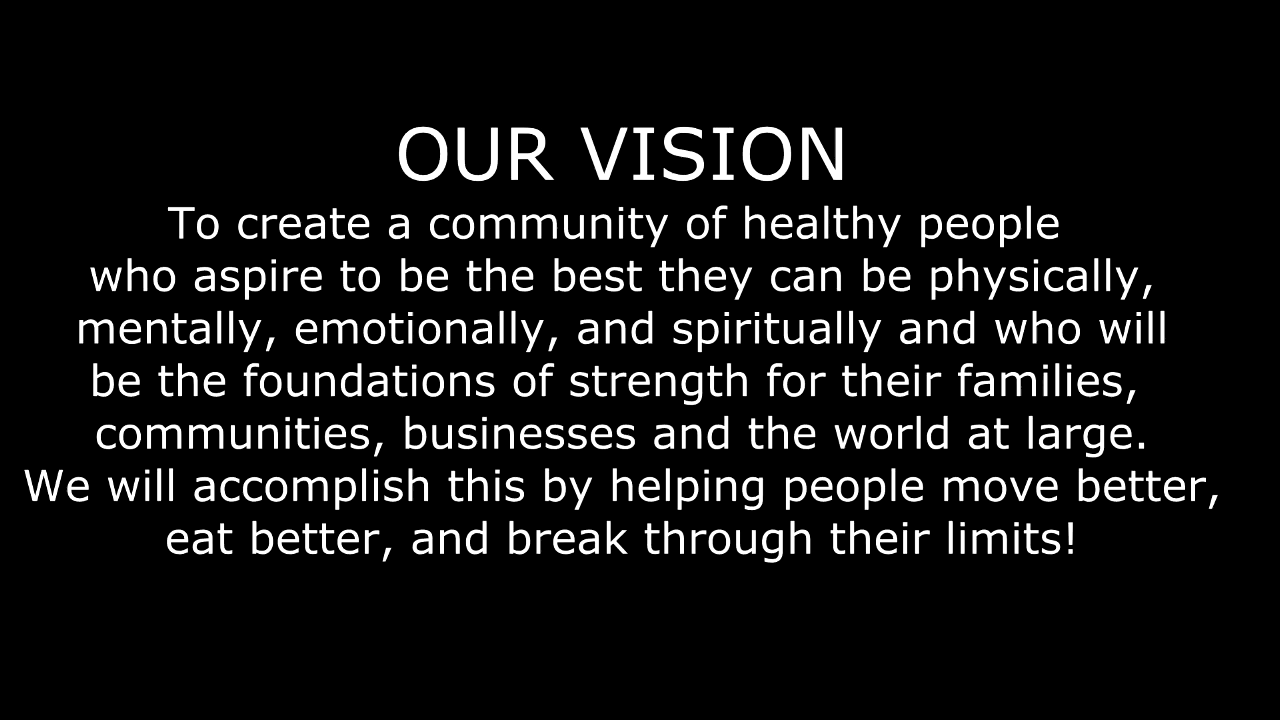 OUR VISION
To create a community of healthy people
who aspire to be the best they can be physically,
mentally, emotionally, and spiritually and who will
be the foundations of strength for their families,
communities, businesses and the world at large.
We will accomplish this by helping people move better,
eat better, and break through their limits!